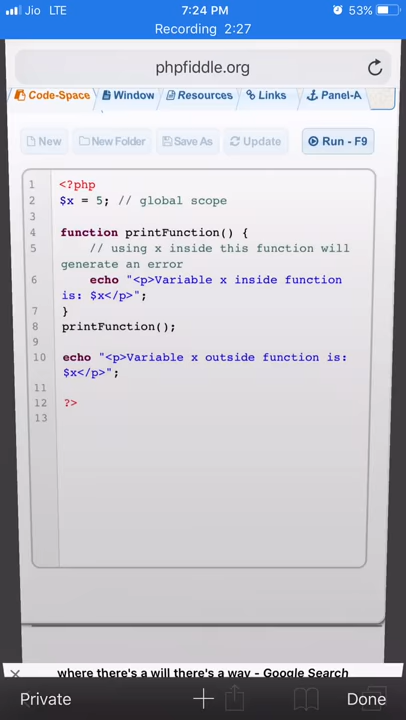 Jio LTE 7:24 PM 53%
Recording 2:27
phpfiddle.org
Code-Space Window Resources Links Panel-A
New New Folder Save As Update Run - F9
1 <?php
2 $x = 5; // global scope
3
4 function printFunction() {
5 // using x inside this function will
generate an error
6 echo "<p>Variable x inside function
is: $x</p>";
7 }
8 printFunction();
9
10 echo "<p>Variable x outside function is:
$x</p>";
11
12 ?>
13
where there's a will there's a way - Google Search
Private Done